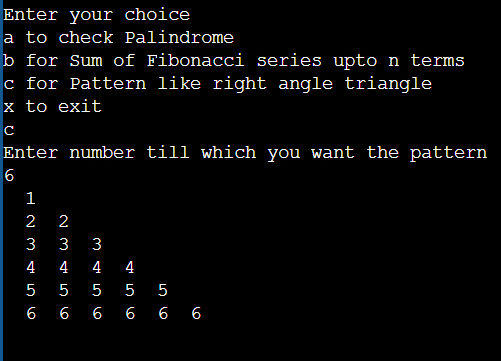 Enter your choice
a to check Palindrome
b for Sum of Fibonacci series upto n terms
c for Pattern like right angle triangle
x to exit
c
Enter number till which you want the pattern
6
1
2 2
3 3 3
4 4 4 4
5 5 5 5 5
6 6 6 6 6 6